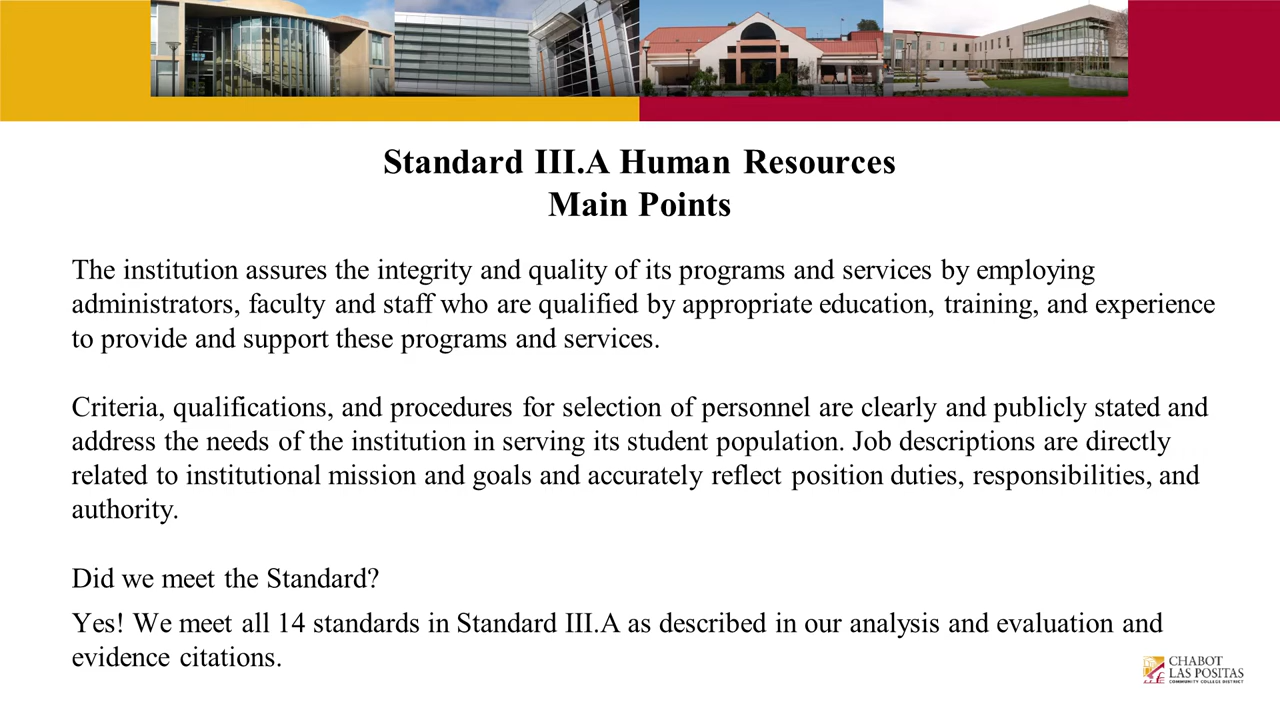 Standard III.A Human Resources
Main Points
The institution assures the integrity and quality of its programs and services by employing
administrators, faculty and staff who are qualified by appropriate education, training, and experience
to provide and support these programs and services.
Criteria, qualifications, and procedures for selection of personnel are clearly and publicly stated and
address the needs of the institution in serving its student population. Job descriptions are directly
related to institutional mission and goals and accurately reflect position duties, responsibilities, and
authority.
Did we meet the Standard?
Yes! We meet all 14 standards in Standard III.A as described in our analysis and evaluation and
evidence citations.
CHABOT
LAS POSITAS
COMMUNITY COLLEGE DISTRICT